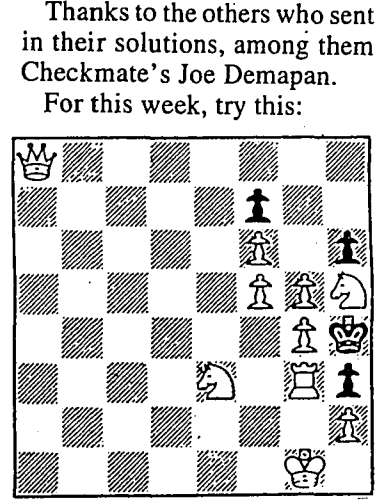 Thanks to the others who sent
in their solutions, among them
Checkmate's Joe Demapan.
For this week, try this: